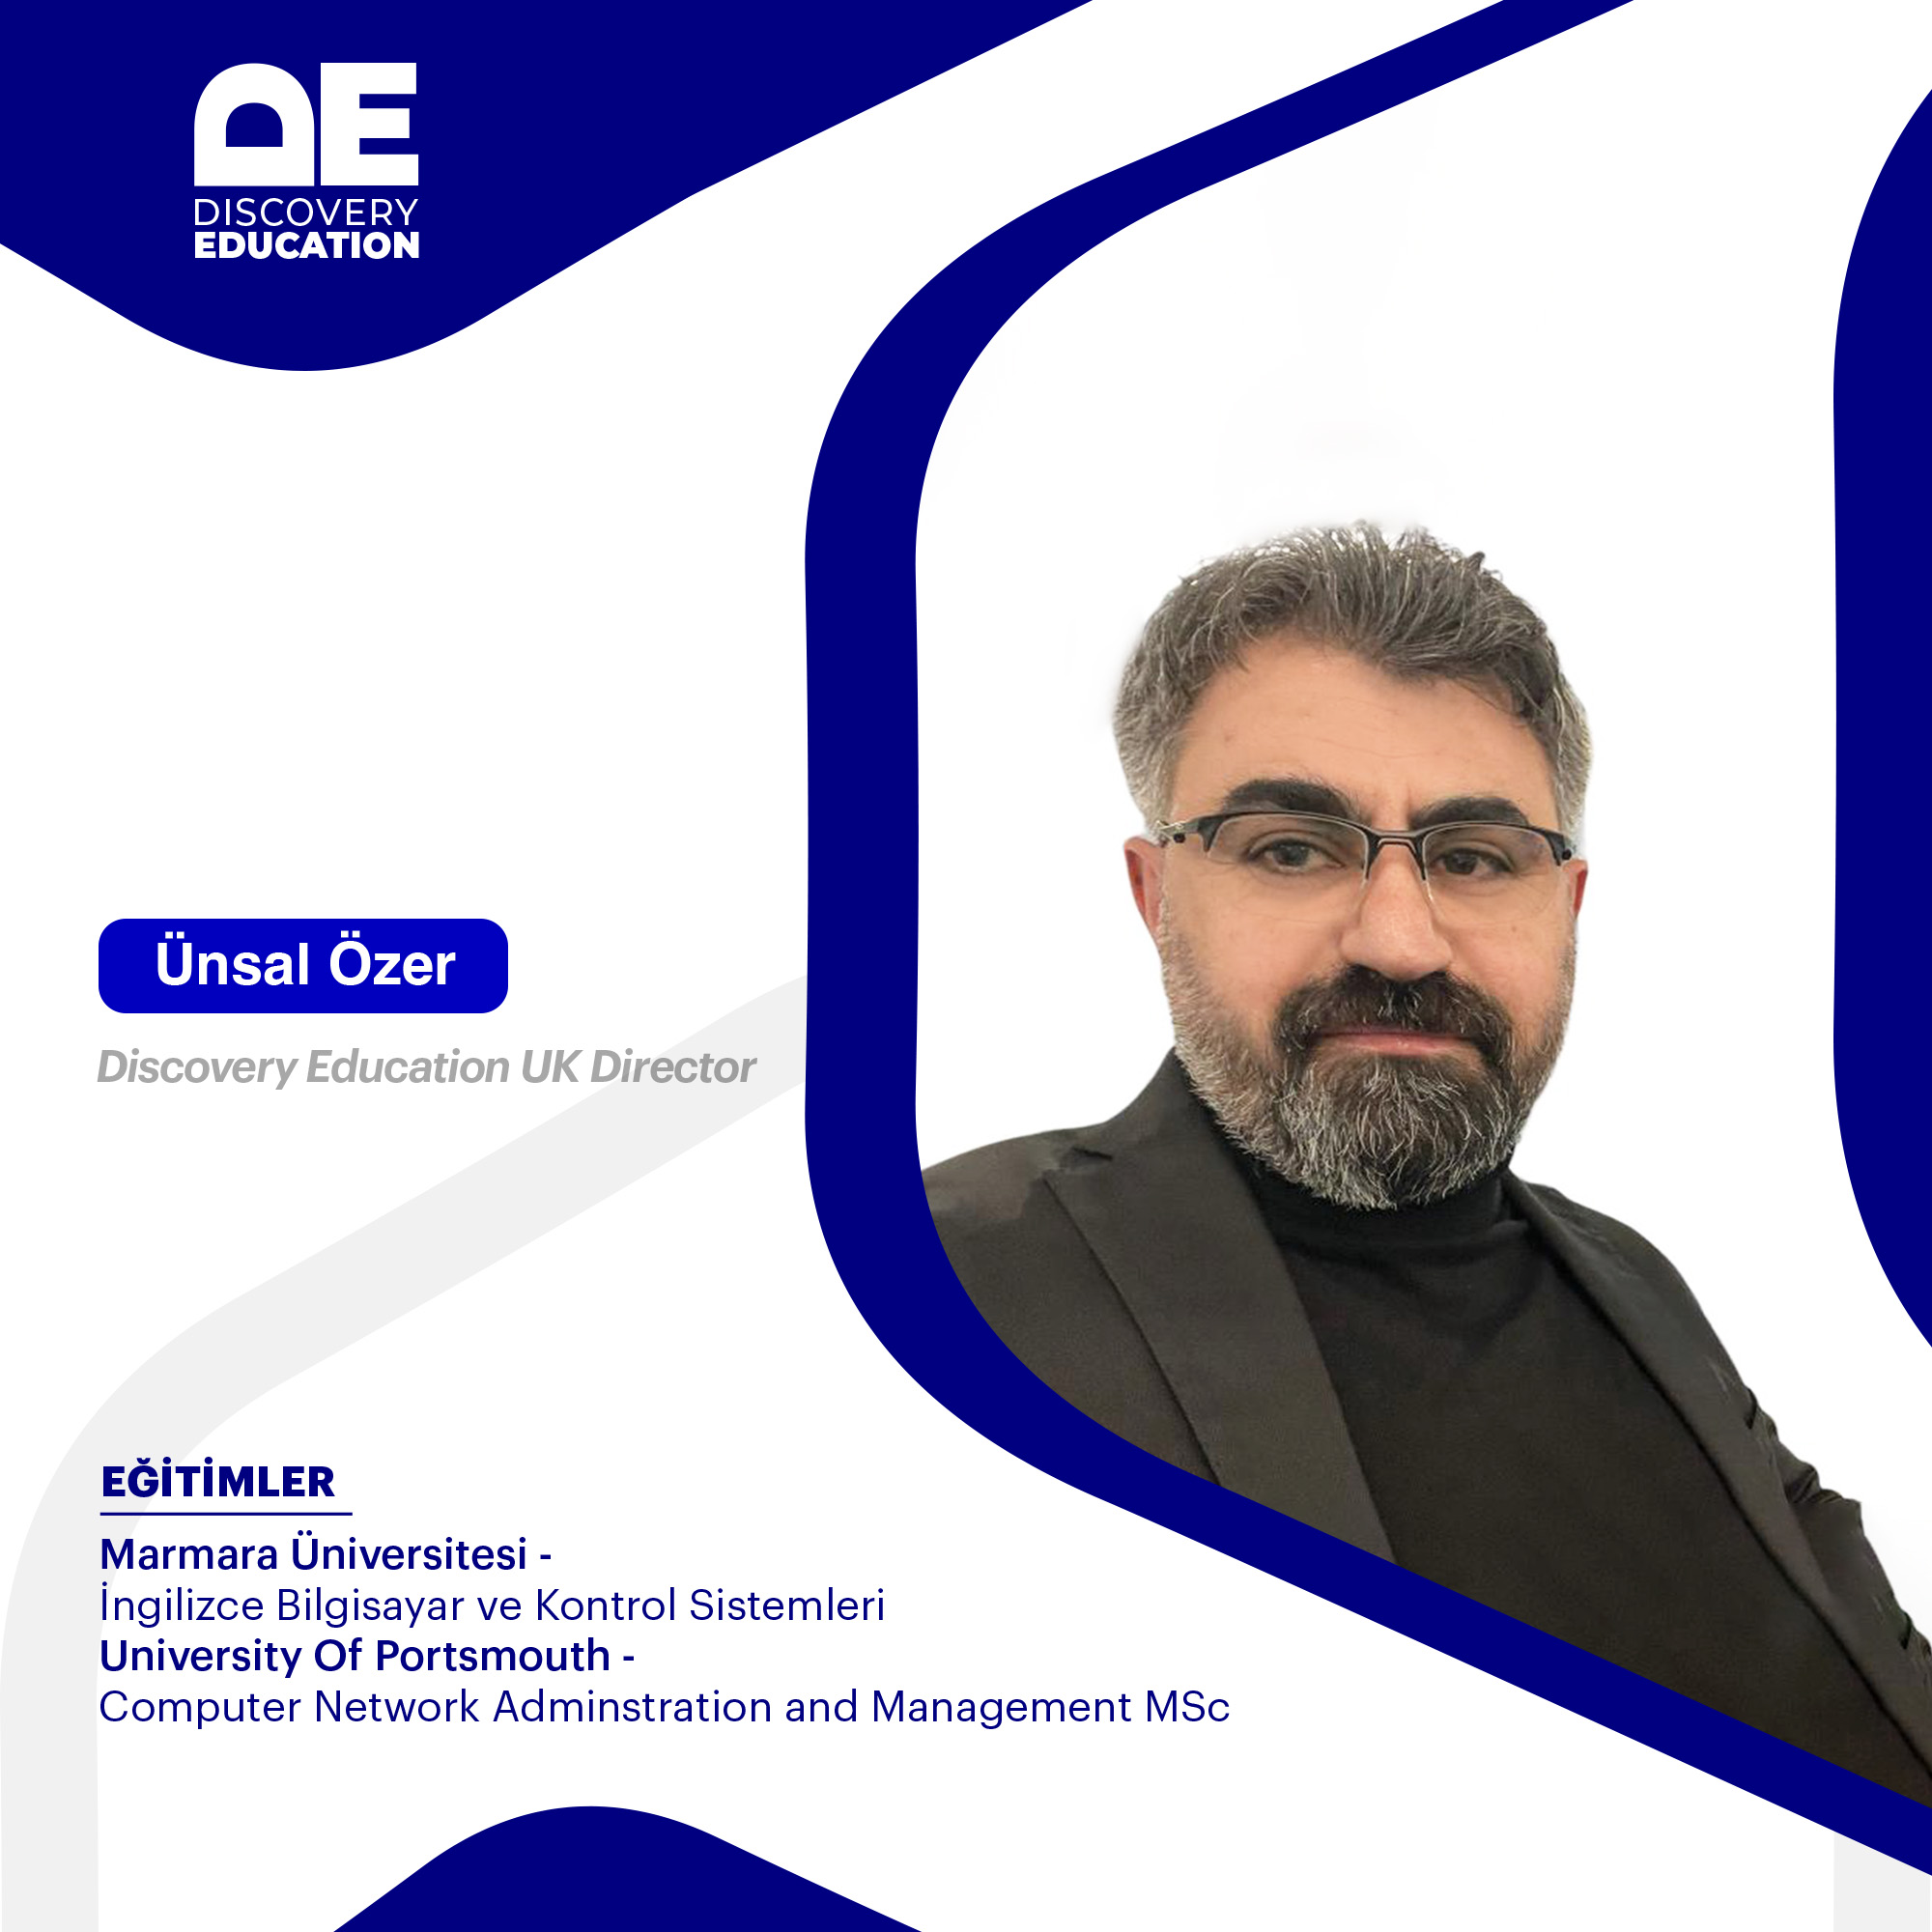 DE
DISCOVERY
EDUCATION
Ünsal Özer
Discovery Education UK Director
EĞİTİMLER
Marmara Üniversitesi -
İngilizce Bilgisayar ve Kontrol Sistemleri
University Of Portsmouth -
Computer Network Adminstration and Management MSc